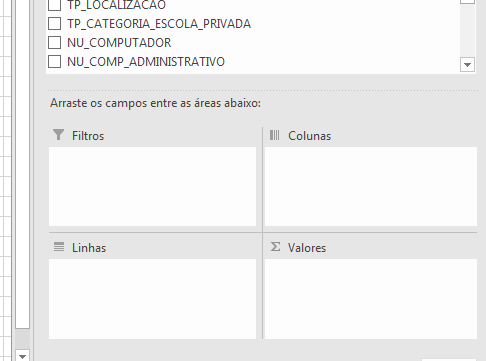 TP_LOCALIZACAO
TP_CATEGORIA_ESCOLA_PRIVADA
NU_COMPUTADOR
NU_COMP_ADMINISTRATIVO
Arraste os campos entre as áreas abaixo:
Filtros
Colunas
Linhas
Σ Valores